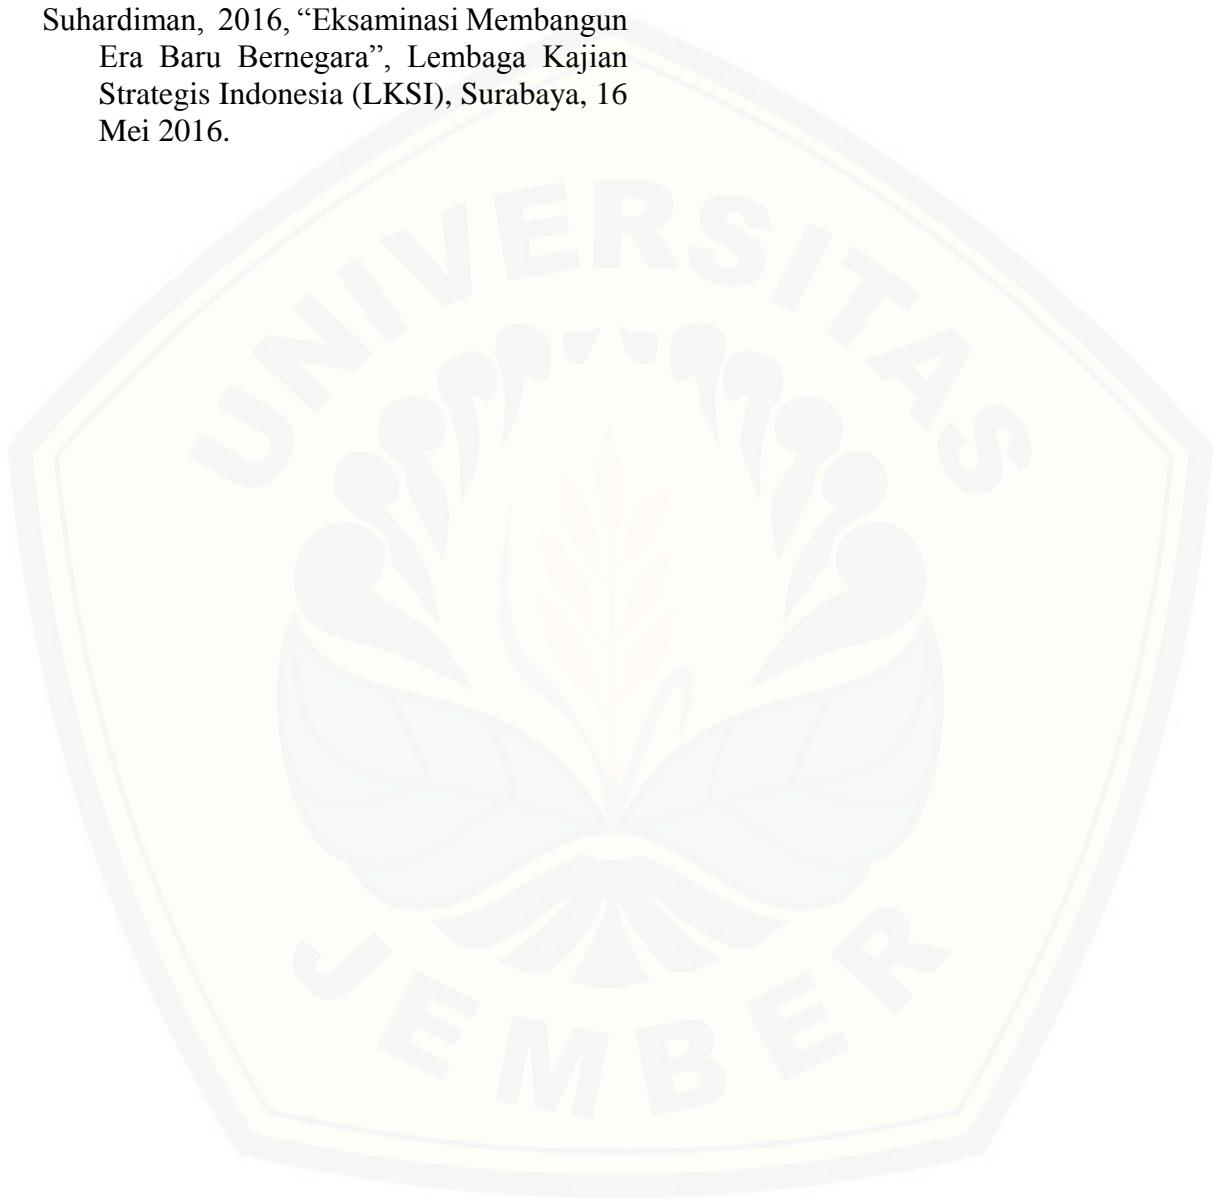 Suhardiman, 2016, “Eksaminasi Membangun
Era Baru Bernegara”, Lembaga Kajian
Strategis Indonesia (LKSI), Surabaya, 16
Mei 2016.
UNIVERSITAS
JEMBER